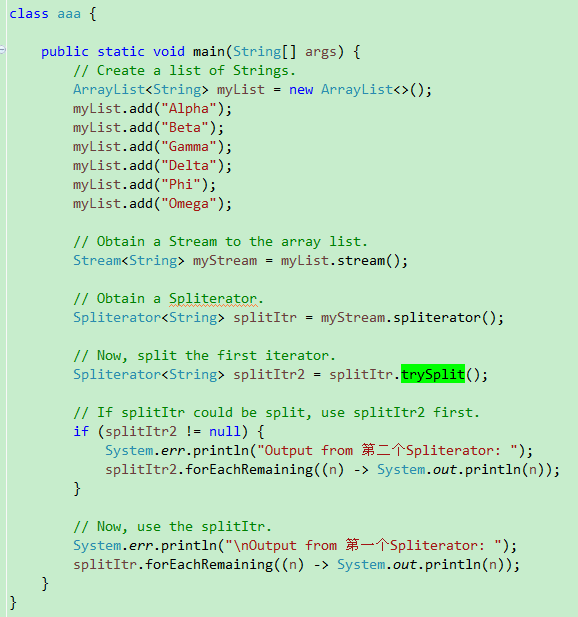 class aaa {
public static void main(String[] args) {
// Create a list of Strings.
ArrayList<String> myList = new ArrayList<>();
myList.add("Alpha");
myList.add("Beta");
myList.add("Gamma");
myList.add("Delta");
myList.add("Phi");
myList.add("Omega");
// Obtain a Stream to the array list.
Stream<String> myStream = myList.stream();
// Obtain a Spliterator.
Spliterator<String> splitItr = myStream.spliterator();
// Now, split the first iterator.
Spliterator<String> splitItr2 = splitItr.trySplit();
// If splitItr could be split, use splitItr2 first.
if (splitItr2 != null) {
System.err.println("Output from 第二个Spliterator: ");
splitItr2.forEachRemaining((n) -> System.out.println(n));
}
// Now, use the splitItr.
System.err.println("\nOutput from 第一个Spliterator: ");
splitItr.forEachRemaining((n) -> System.out.println(n));
}
}